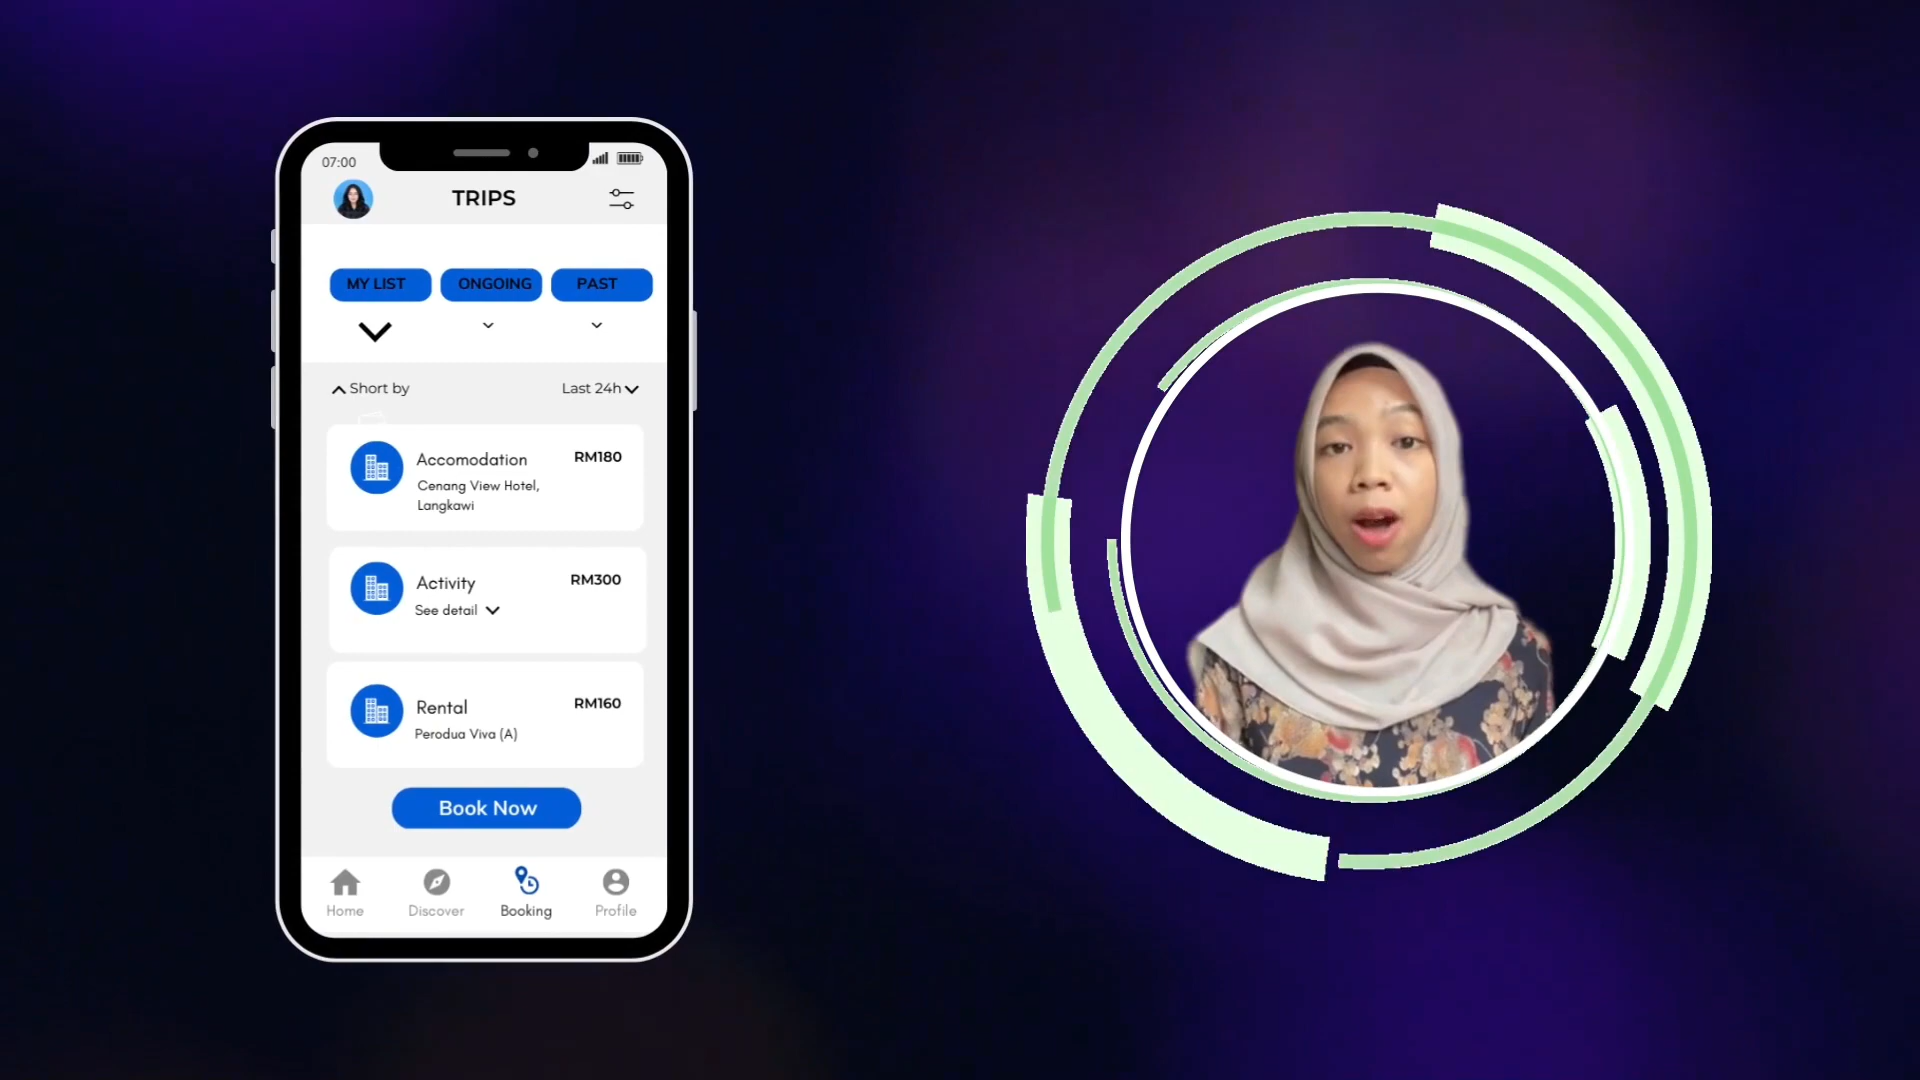 07:00
TRIPS
MY LIST
ONGOING
PAST
Short by
Last 24h
Accomodation
RM180
Cenang View Hotel,
Langkawi
Activity
RM300
See detail
Rental
RM160
Perodua Viva (A)
Book Now
Home
Discover
Booking
Profile